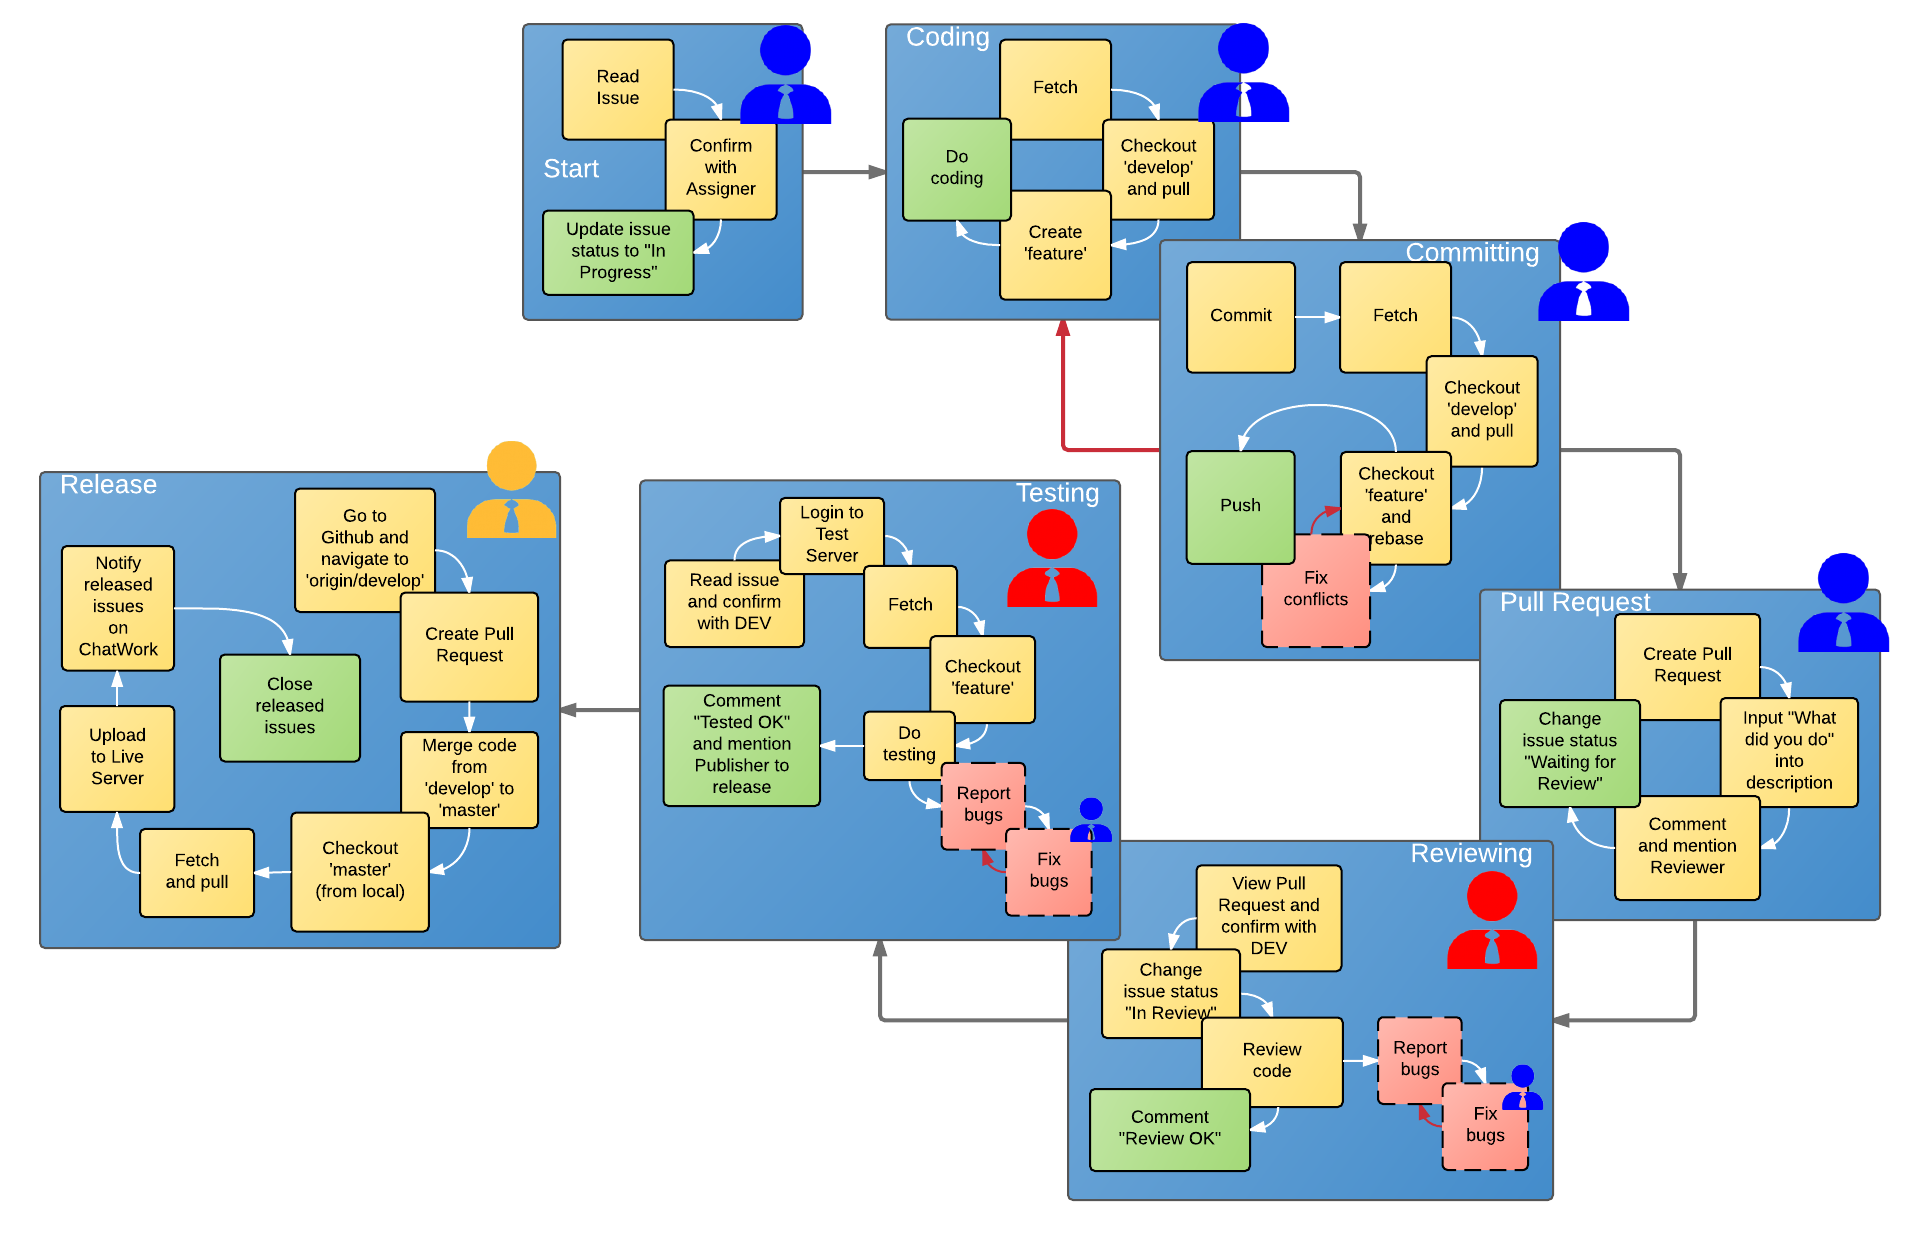 Start
Read
Issue
Confirm
with
Assigner
Update issue
status to "In
Progress"
Coding
Fetch
Checkout
'develop'
and pull
Create
'feature'
Do
coding
Committing
Commit
Fetch
Checkout
'develop'
and pull
Checkout
'feature'
and
rebase
Fix
conflicts
Push
Pull Request
Create Pull
Request
Input "What
did you do"
into
description
Comment
and mention
Reviewer
Change
issue status
"Waiting for
Review"
Reviewing
View Pull
Request and
confirm with
DEV
Change
issue status
"In Review"
Review
code
Report
bugs
Fix
bugs
Comment
"Review OK"
Testing
Read issue
and confirm
with DEV
Login to
Test
Server
Fetch
Checkout
'feature'
Do
testing
Report
bugs
Fix
bugs
Comment
"Tested OK"
and mention
Publisher to
release
Release
Go to
Github and
navigate to
'origin/develop'
Create Pull
Request
Merge code
from
'develop' to
'master'
Checkout
'master'
(from local)
Fetch
and pull
Upload
to Live
Server
Notify
released
issues
on
ChatWork
Close
released
issues